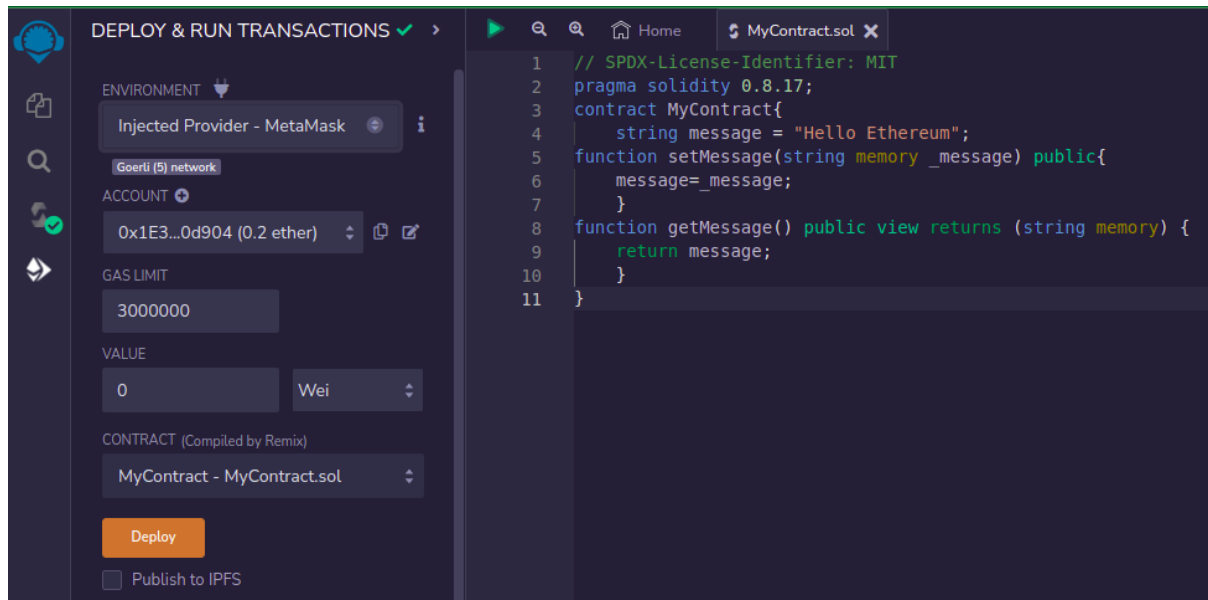 DEPLOY & RUN TRANSACTIONS
ENVIRONMENT
Injected Provider - MetaMask
i
Goerli (5) network
ACCOUNT
0x1E3...0d904 (0.2 ether)
GAS LIMIT
3000000
VALUE
0 Wei
CONTRACT (Compiled by Remix)
MyContract - MyContract.sol
Deploy
Publish to IPFS
Home MyContract.sol
1 // SPDX-License-Identifier: MIT
2 pragma solidity 0.8.17;
3 contract MyContract{
4 string message = "Hello Ethereum";
5 function setMessage(string memory _message) public{
6 message=_message;
7 }
8 function getMessage() public view returns (string memory) {
9 return message;
10 }
11 }